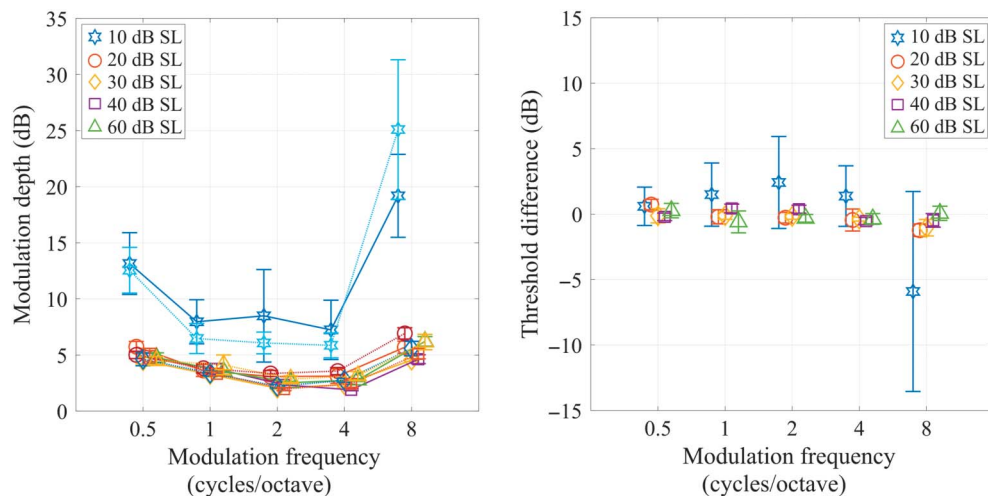 35
30
25
20
15
10
5
0
Modulation depth (dB)
10 dB SL
20 dB SL
30 dB SL
40 dB SL
60 dB SL
0.5 1 2 4 8
Modulation frequency
(cycles/octave)
15
10
5
0
−5
−10
−15
Threshold difference (dB)
10 dB SL
20 dB SL
30 dB SL
40 dB SL
60 dB SL
0.5 1 2 4 8
Modulation frequency
(cycles/octave)